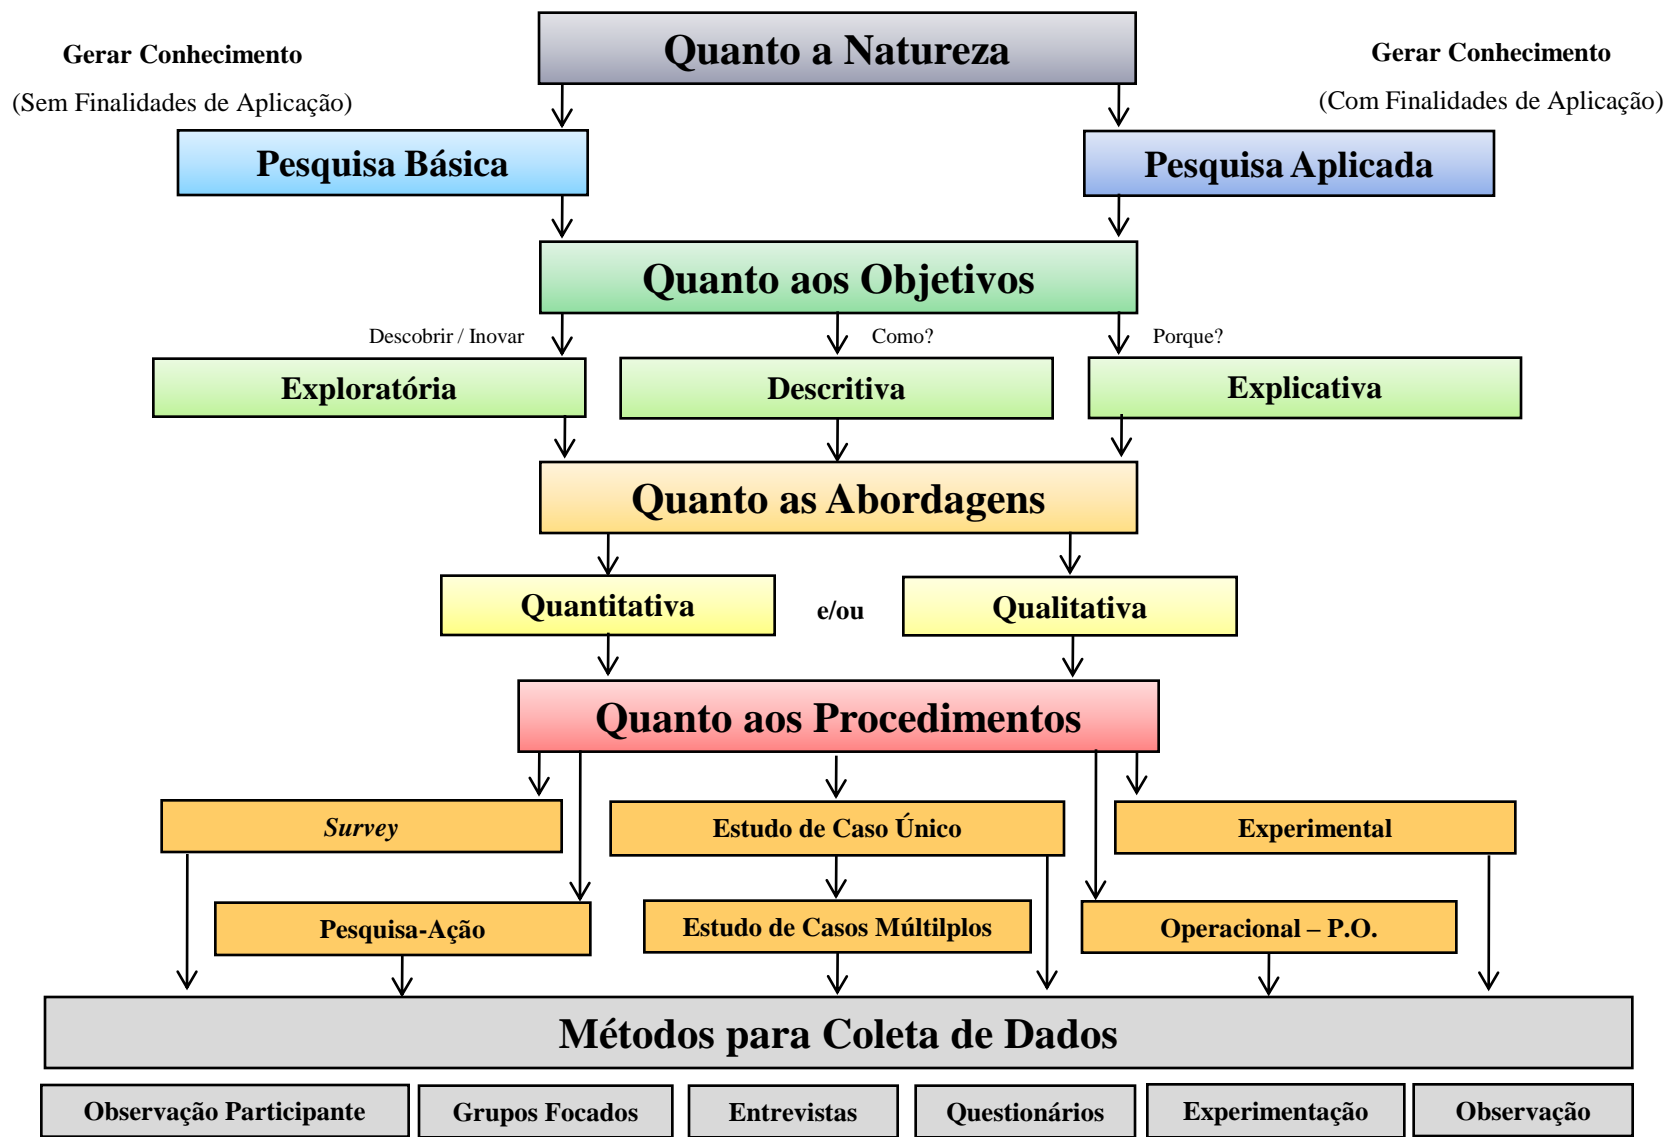 Quanto a Natureza
Gerar Conhecimento
(Sem Finalidades de Aplicação)
Gerar Conhecimento
(Com Finalidades de Aplicação)
Pesquisa Básica
Pesquisa Aplicada
Quanto aos Objetivos
Descobrir / Inovar
Como?
Porque?
Exploratória
Descritiva
Explicativa
Quanto as Abordagens
Quantitativa
e/ou
Qualitativa
Quanto aos Procedimentos
Survey
Estudo de Caso Único
Experimental
Pesquisa-Ação
Estudo de Casos Múltilplos
Operacional – P.O.
Métodos para Coleta de Dados
Observação Participante
Grupos Focados
Entrevistas
Questionários
Experimentação
Observação